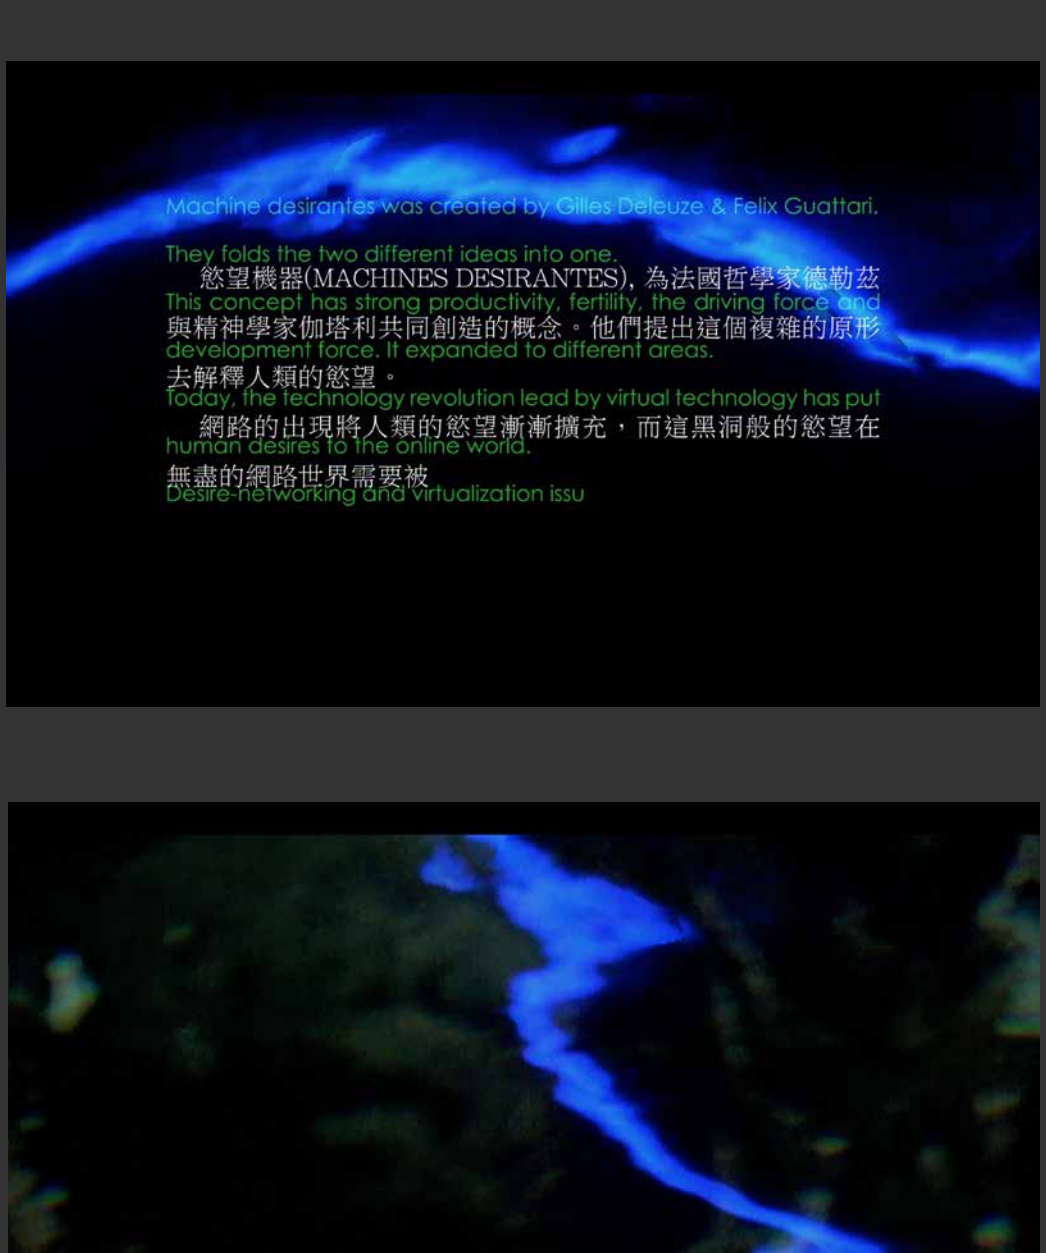 Machine desirantes was created by Gilles Deleuze & Felix Guattari.
They folds the two different ideas into one.
慾望機器(MACHINES DESIRANTES), 為法國哲學家德勒茲
This concept has strong productivity, fertility, the driving force and
與精神學家伽塔利共同創造的概念。他們提出這個複雜的原形
development force. It expanded to different areas.
去解釋人類的慾望。
Today, the technology revolution lead by virtual technology has put
網路的出現將人類的慾望漸漸擴充，而這黑洞般的慾望在
human desires to the online world.
無盡的網路世界需要被
Desire-networking and virtualization issu